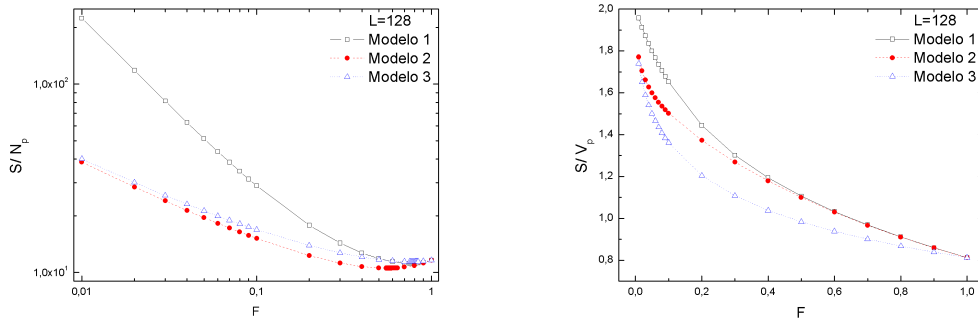 L=128
Modelo 1
Modelo 2
Modelo 3
1,0x10²
1,0x10¹
S/ Nₚ
0,01
0,1
1
F
L=128
Modelo 1
Modelo 2
Modelo 3
2,0
1,8
1,6
1,4
1,2
1,0
0,8
S/ Vₚ
0,0
0,2
0,4
0,6
0,8
1,0
F